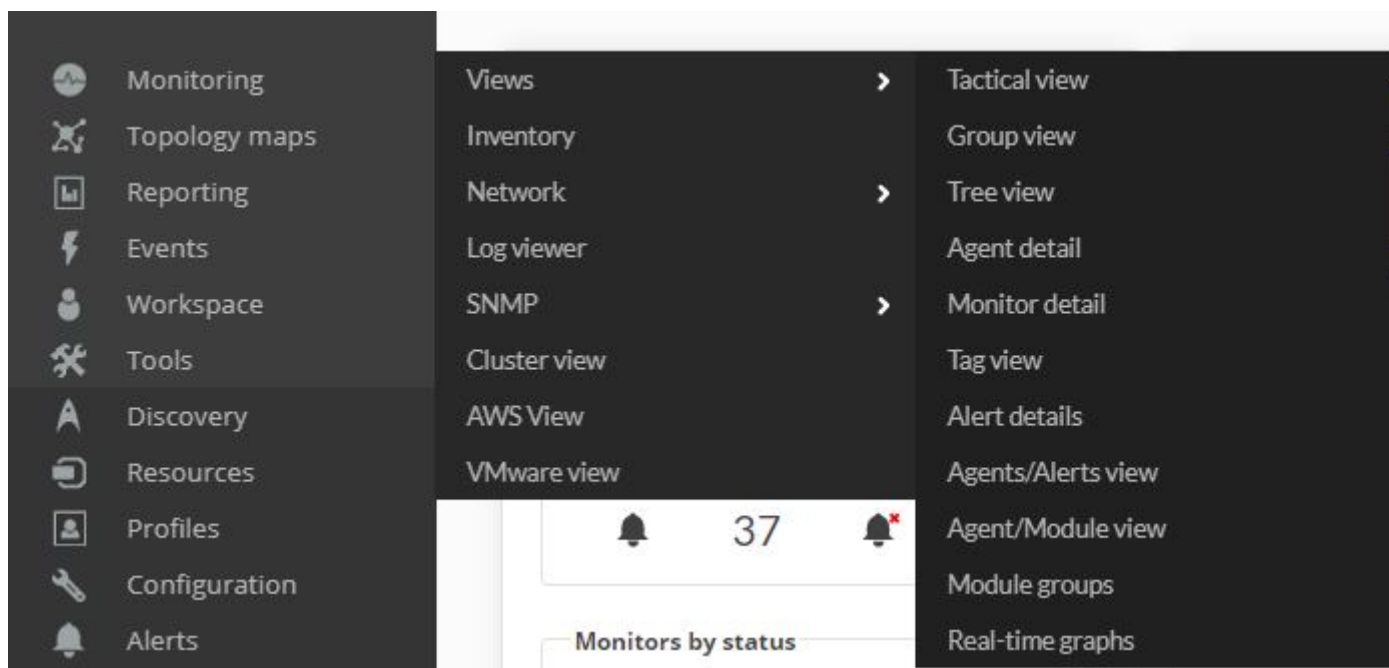 Monitoring
Topology maps
Reporting
Events
Workspace
Tools
Discovery
Resources
Profiles
Configuration
Alerts
Views
Inventory
Network
Log viewer
SNMP
Cluster view
AWS View
VMware view
37
Monitors by status
Tactical view
Group view
Tree view
Agent detail
Monitor detail
Tag view
Alert details
Agents/Alerts view
Agent/Module view
Module groups
Real-time graphs